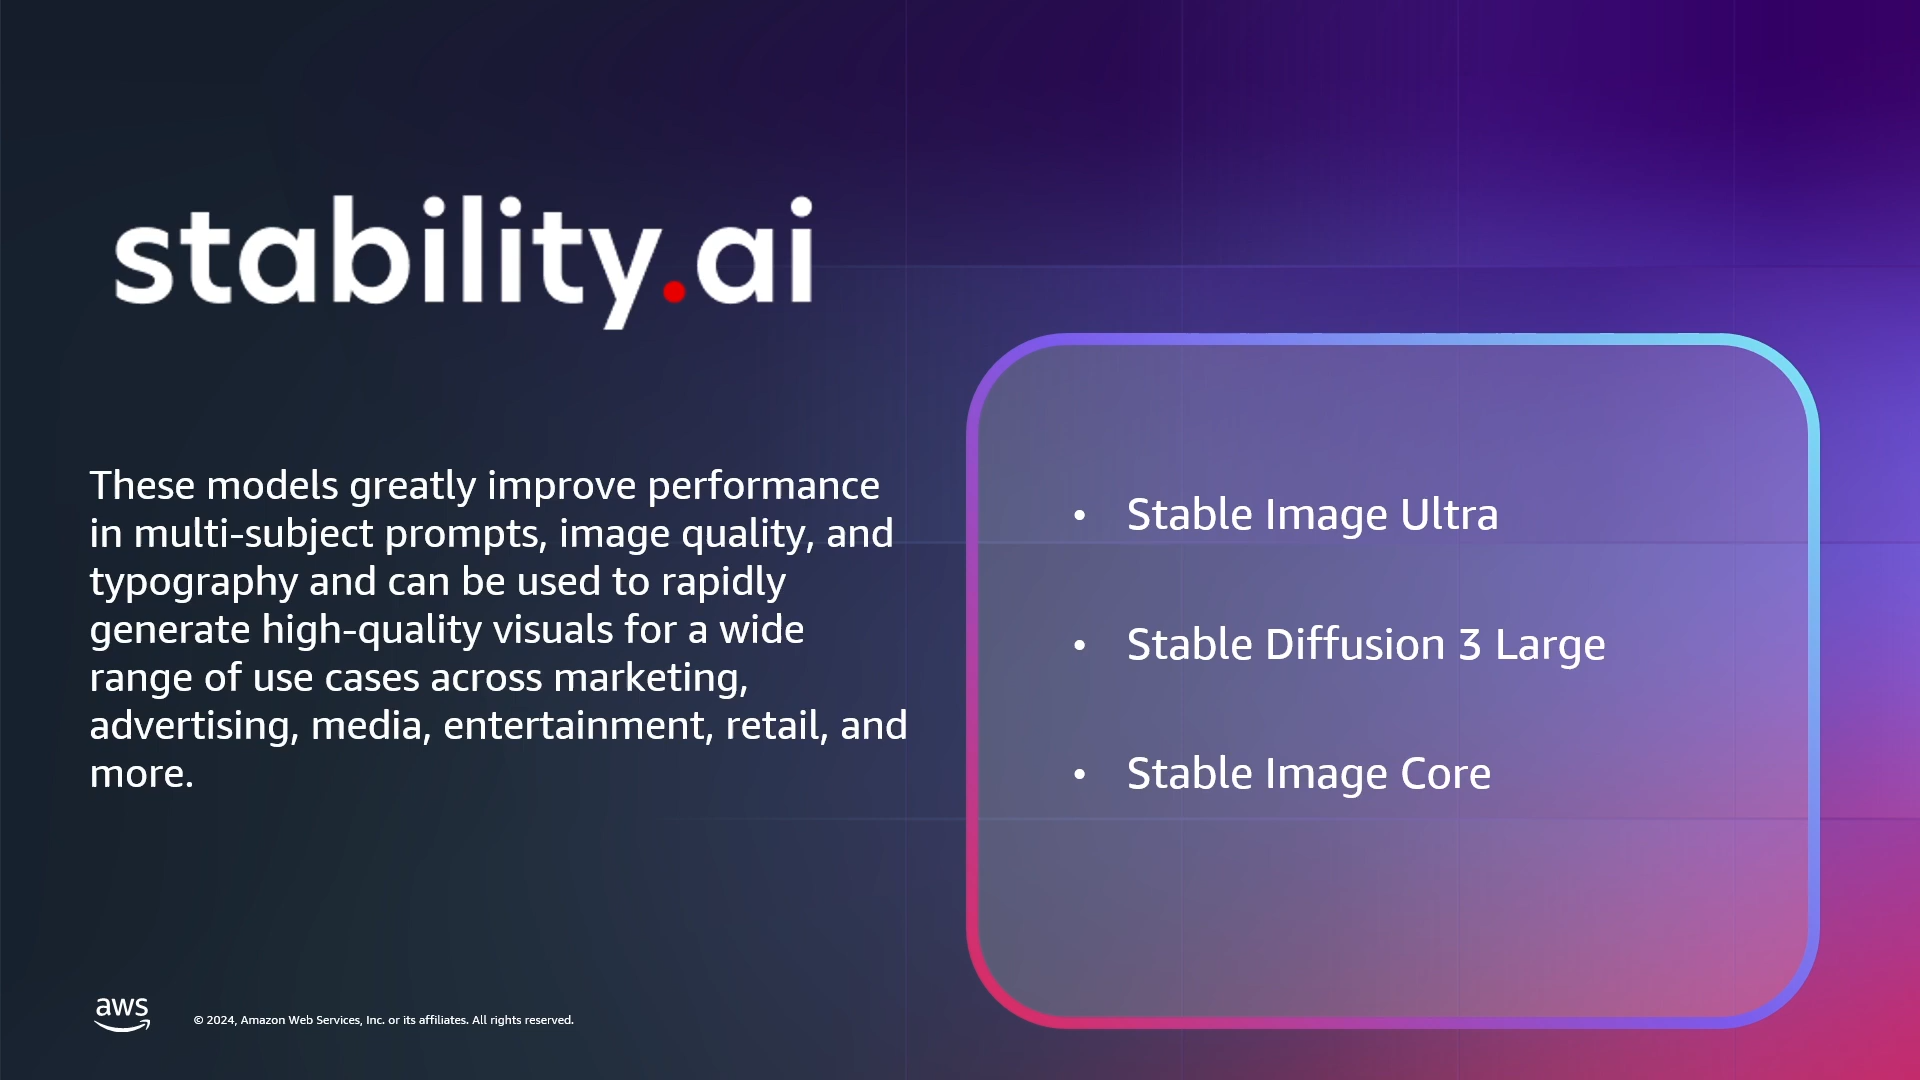 stability.ai
These models greatly improve performance
in multi-subject prompts, image quality, and
typography and can be used to rapidly
generate high-quality visuals for a wide
range of use cases across marketing,
advertising, media, entertainment, retail, and
more.
• Stable Image Ultra
• Stable Diffusion 3 Large
• Stable Image Core
aws
© 2024, Amazon Web Services, Inc. or its affiliates. All rights reserved.